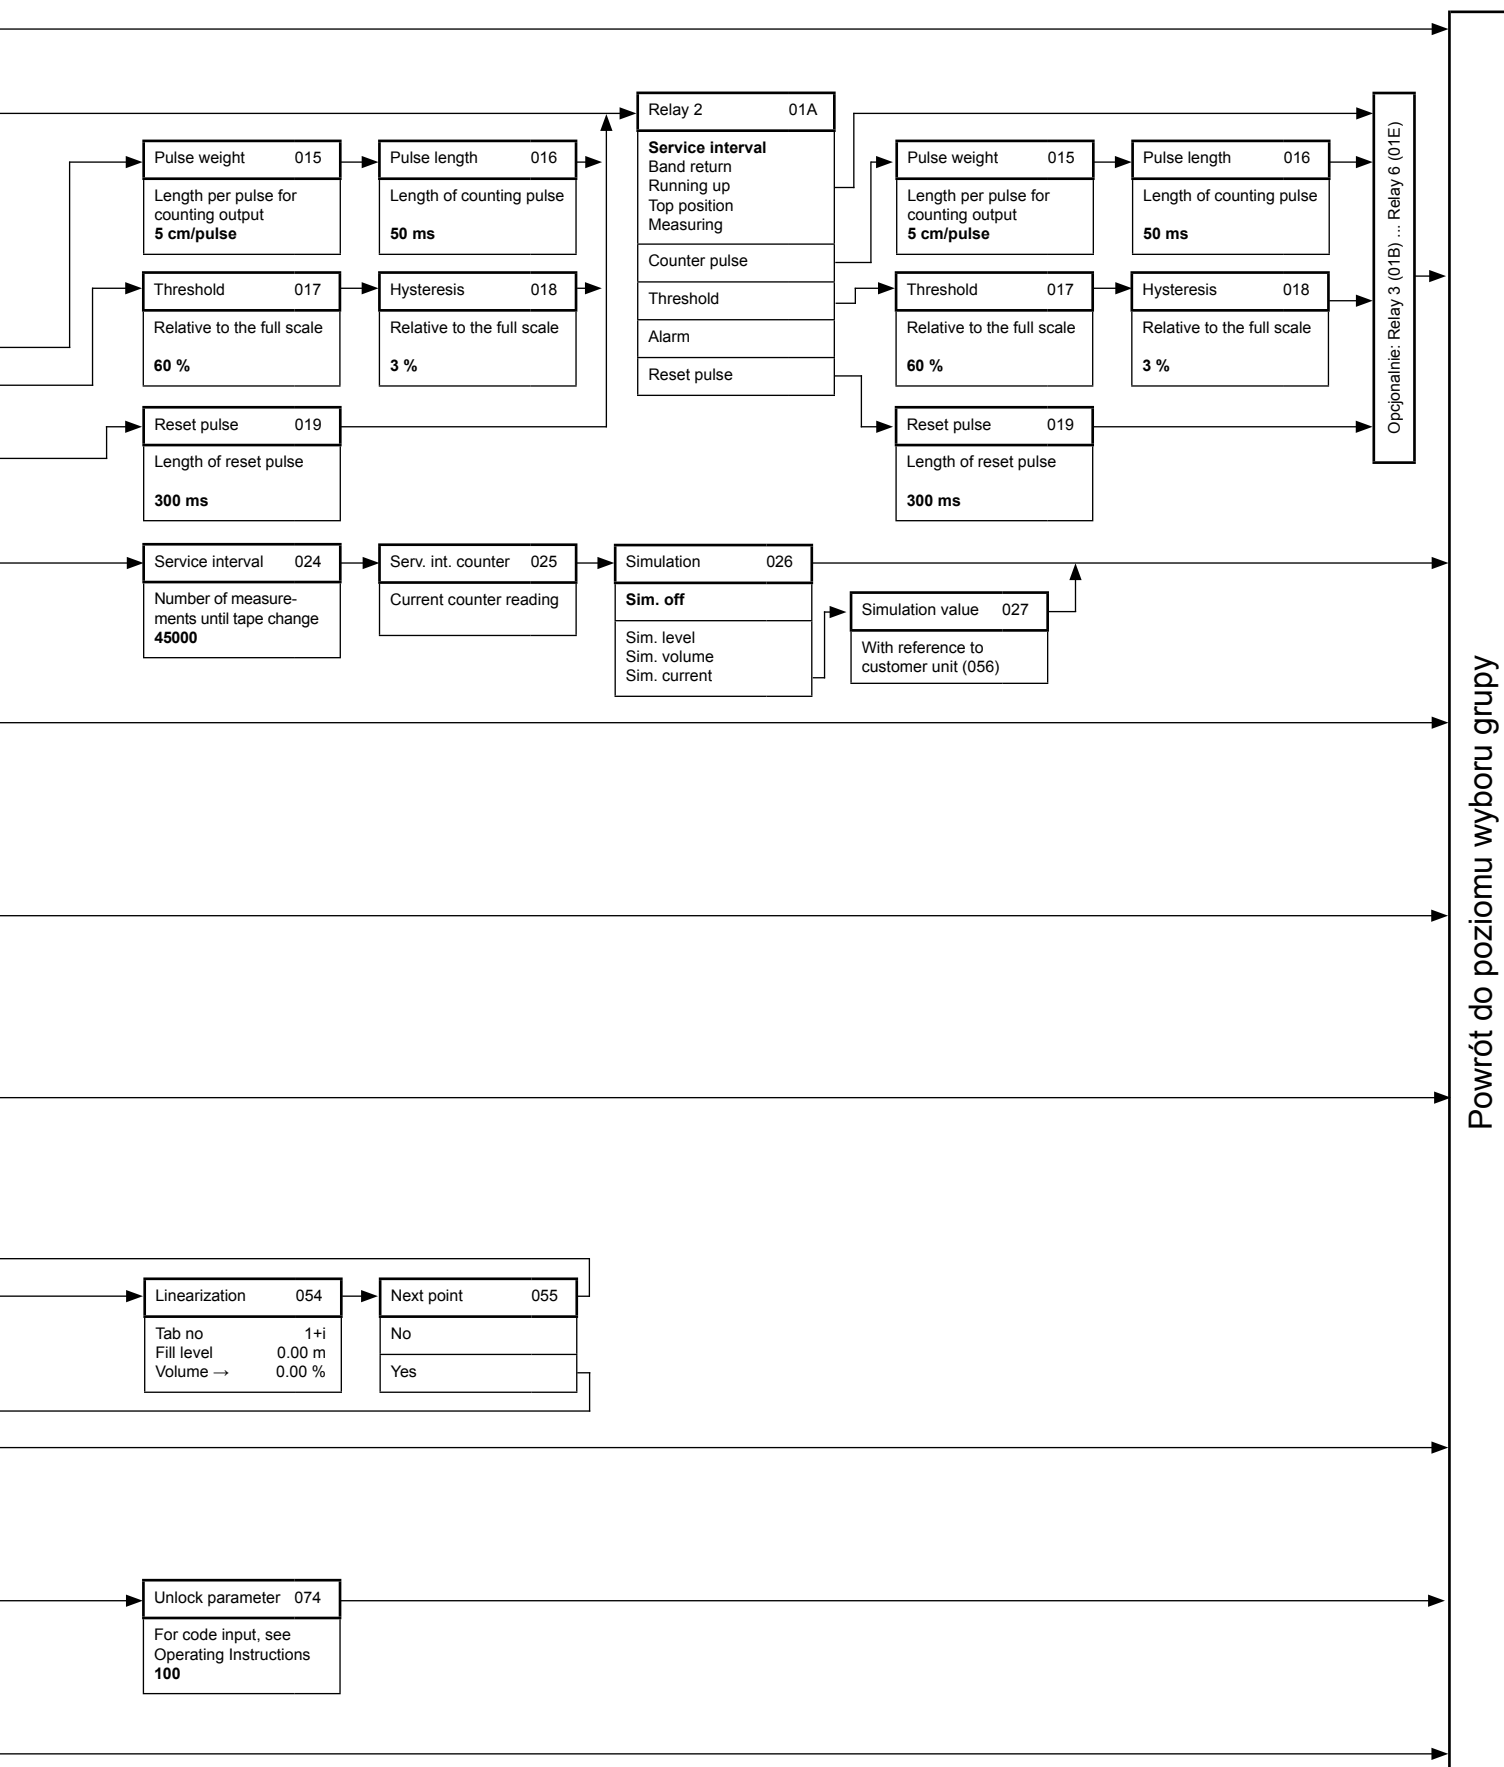 Relay 2 01A
Service interval
Band return
Running up
Top position
Measuring
Counter pulse
Threshold
Alarm
Reset pulse
Pulse weight 015
Length per pulse for
counting output
5 cm/pulse
Pulse length 016
Length of counting pulse
50 ms
Threshold 017
Relative to the full scale
60 %
Hysteresis 018
Relative to the full scale
3 %
Reset pulse 019
Length of reset pulse
300 ms
Pulse weight 015
Length per pulse for
counting output
5 cm/pulse
Pulse length 016
Length of counting pulse
50 ms
Threshold 017
Relative to the full scale
60 %
Hysteresis 018
Relative to the full scale
3 %
Reset pulse 019
Length of reset pulse
300 ms
Opcjonalnie: Relay 3 (01B) ... Relay 6 (01E)
Service interval 024
Number of measure-
ments until tape change
45000
Serv. int. counter 025
Current counter reading
Simulation 026
Sim. off
Sim. level
Sim. volume
Sim. current
Simulation value 027
With reference to
customer unit (056)
Powrót do poziomu wyboru grupy
Linearization 054
Tab no 1+i
Fill level 0.00 m
Volume → 0.00 %
Next point 055
No
Yes
Unlock parameter 074
For code input, see
Operating Instructions
100